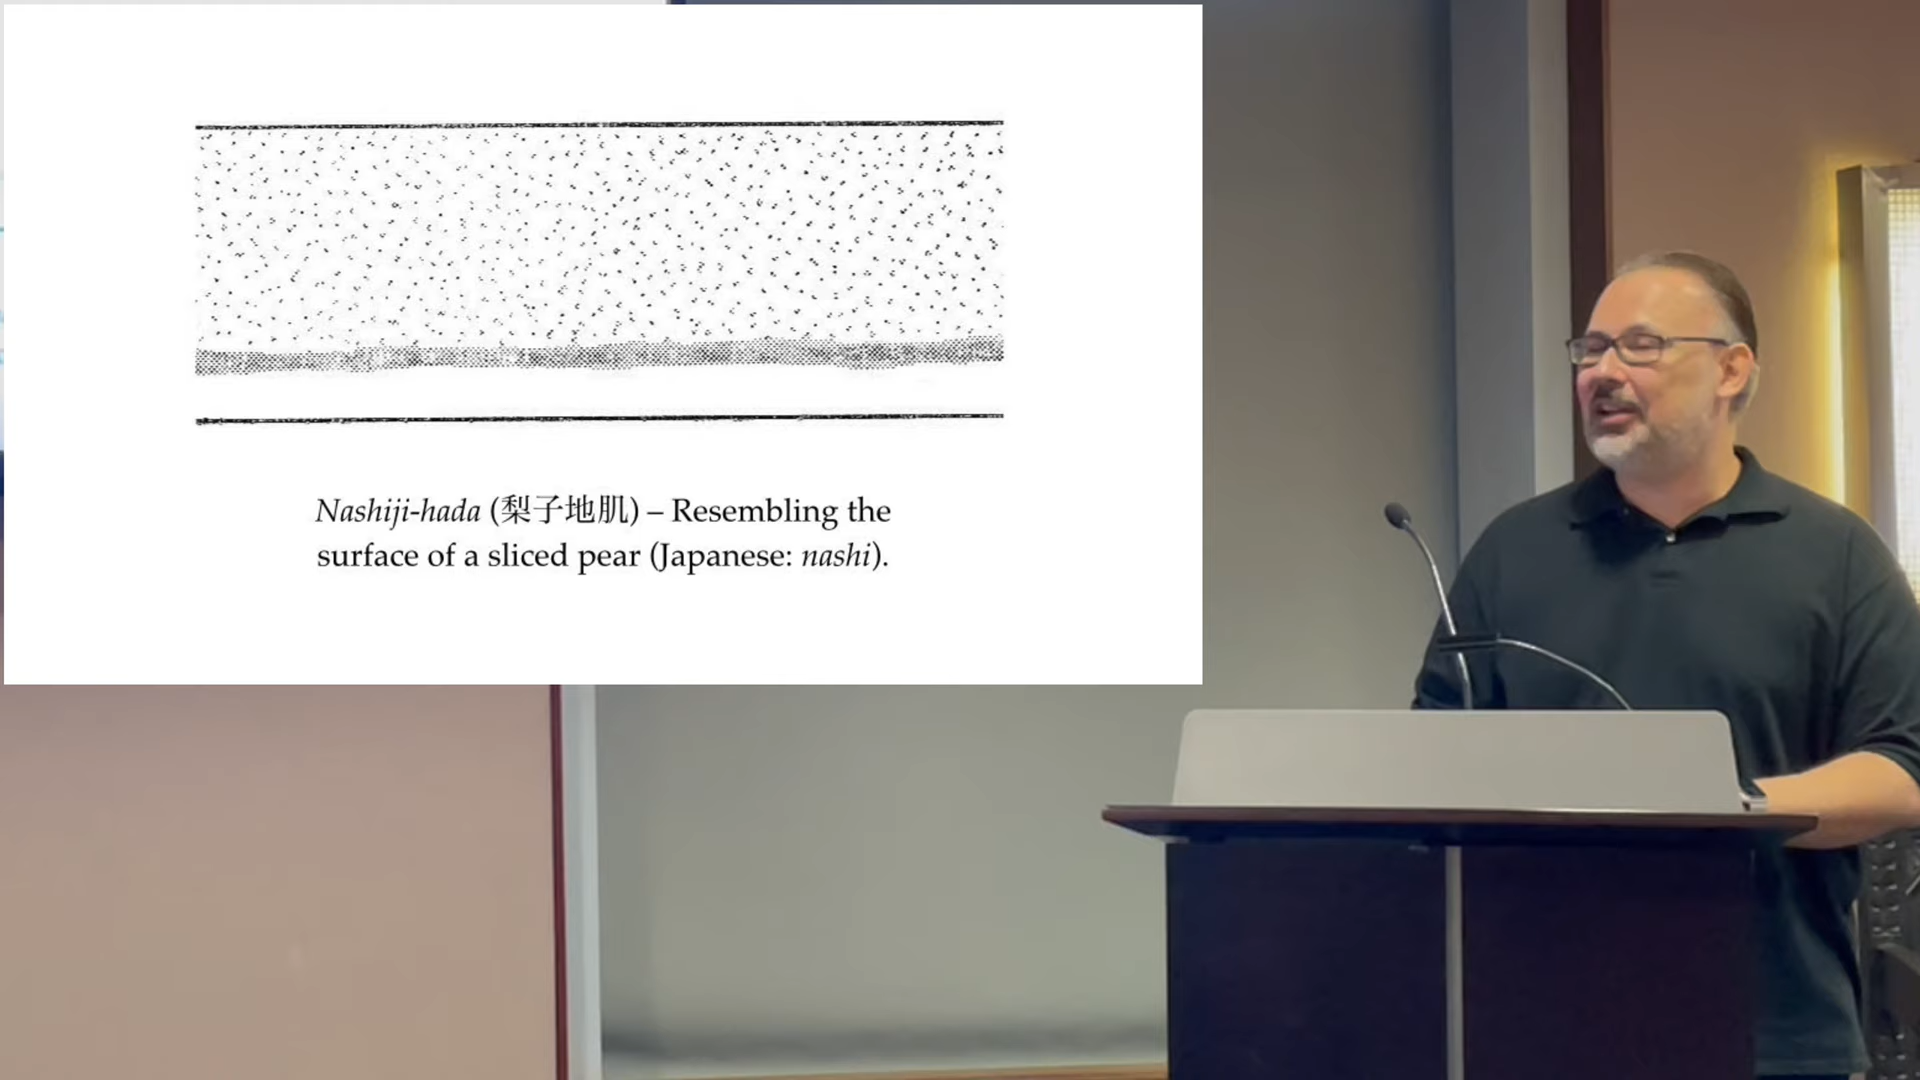 Nashiji-hada (梨子地肌) – Resembling the
surface of a sliced pear (Japanese: nashi).